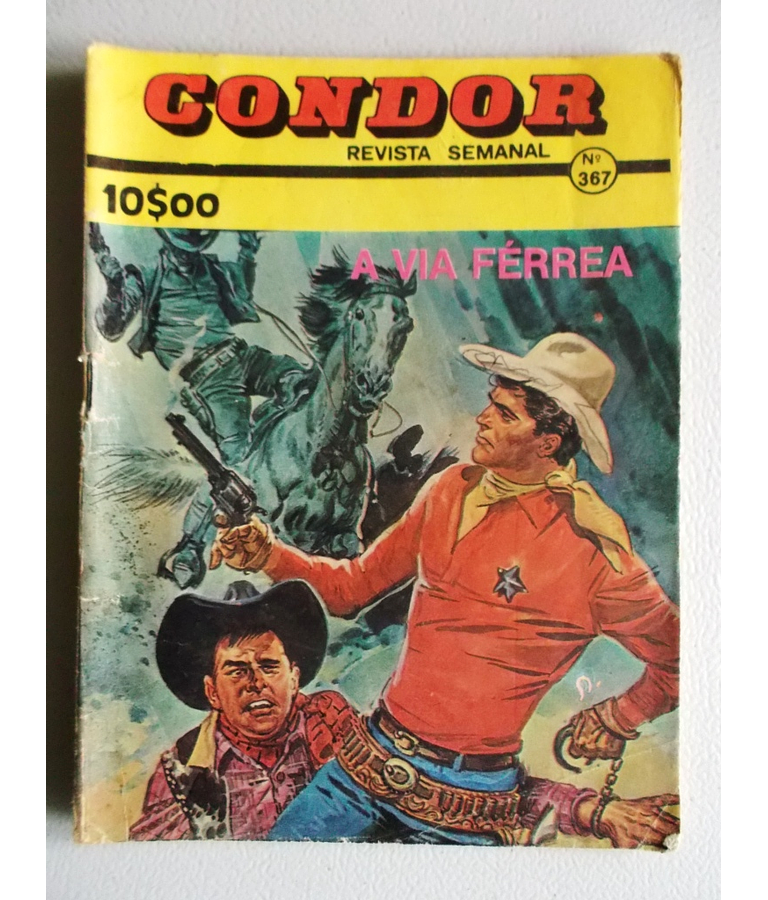 CONDOR
REVISTA SEMANAL
Nº
367
10$00
A VIA FÉRREA